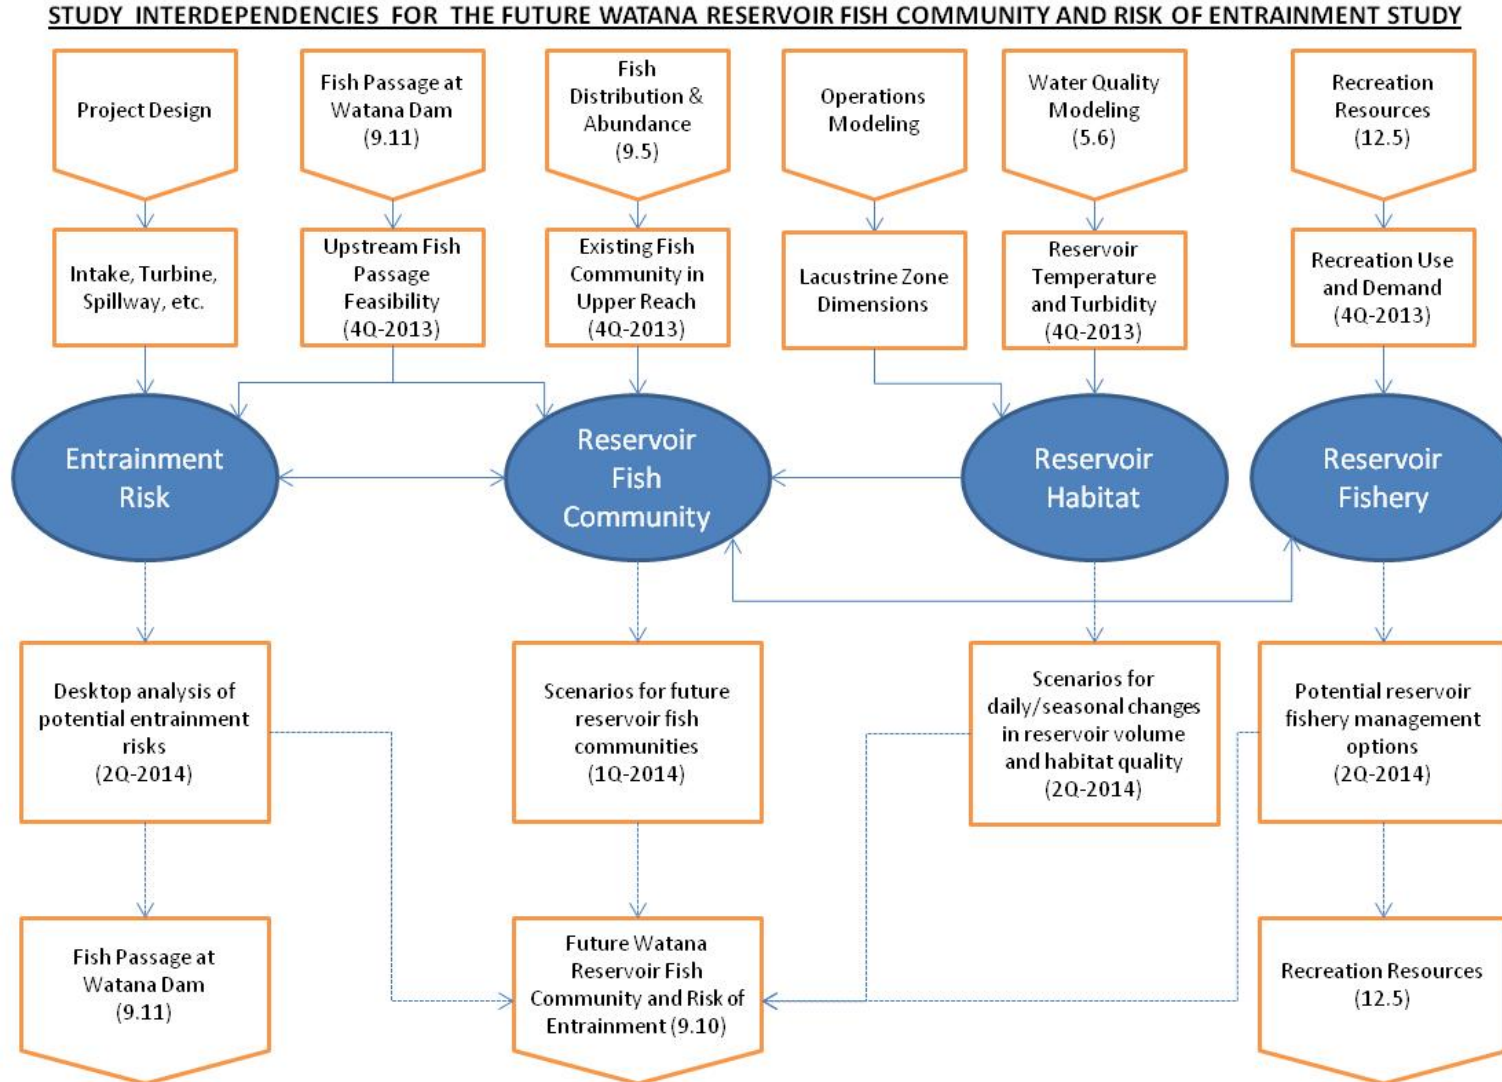 STUDY INTERDEPENDENCIES FOR THE FUTURE WATANA RESERVOIR FISH COMMUNITY AND RISK OF ENTRAINMENT STUDY
Project Design
Fish Passage at
Watana Dam
(9.11)
Fish
Distribution &
Abundance
(9.5)
Operations
Modeling
Water Quality
Modeling
(5.6)
Recreation
Resources
(12.5)
Intake, Turbine,
Spillway, etc.
Upstream Fish
Passage
Feasibility
(4Q-2013)
Existing Fish
Community in
Upper Reach
(4Q-2013)
Lacustrine Zone
Dimensions
Reservoir
Temperature
and Turbidity
(4Q-2013)
Recreation Use
and Demand
(4Q-2013)
Entrainment
Risk
Reservoir
Fish
Community
Reservoir
Habitat
Reservoir
Fishery
Desktop analysis of
potential entrainment
risks
(2Q-2014)
Scenarios for future
reservoir fish
communities
(1Q-2014)
Scenarios for
daily/seasonal changes
in reservoir volume
and habitat quality
(2Q-2014)
Potential reservoir
fishery management
options
(2Q-2014)
Fish Passage at
Watana Dam
(9.11)
Future Watana
Reservoir Fish
Community and Risk of
Entrainment (9.10)
Recreation Resources
(12.5)